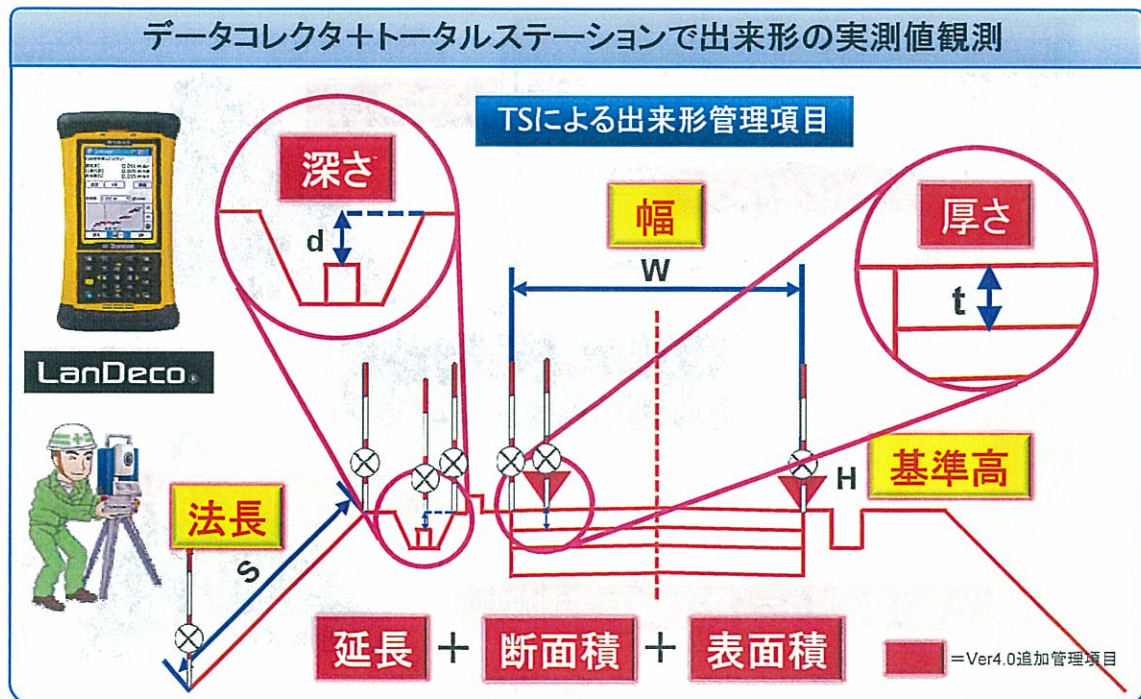 データコレクタ+トータルステーションで出来形の実測値観測
TSによる出来形管理項目
深さ
d
幅
W
厚さ
t
LanDeco
法長
S
H
基準高
延長 + 断面積 + 表面積
=Ver4.0追加管理項目